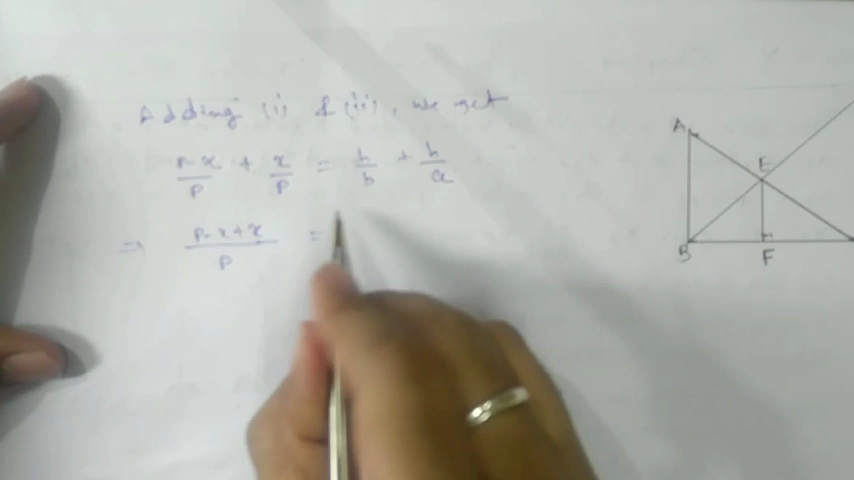 Adding (i) & (ii), we get
p-x/p + x/p = h/b + h/a
⇒ p-x+x/p =
A
E
B
F